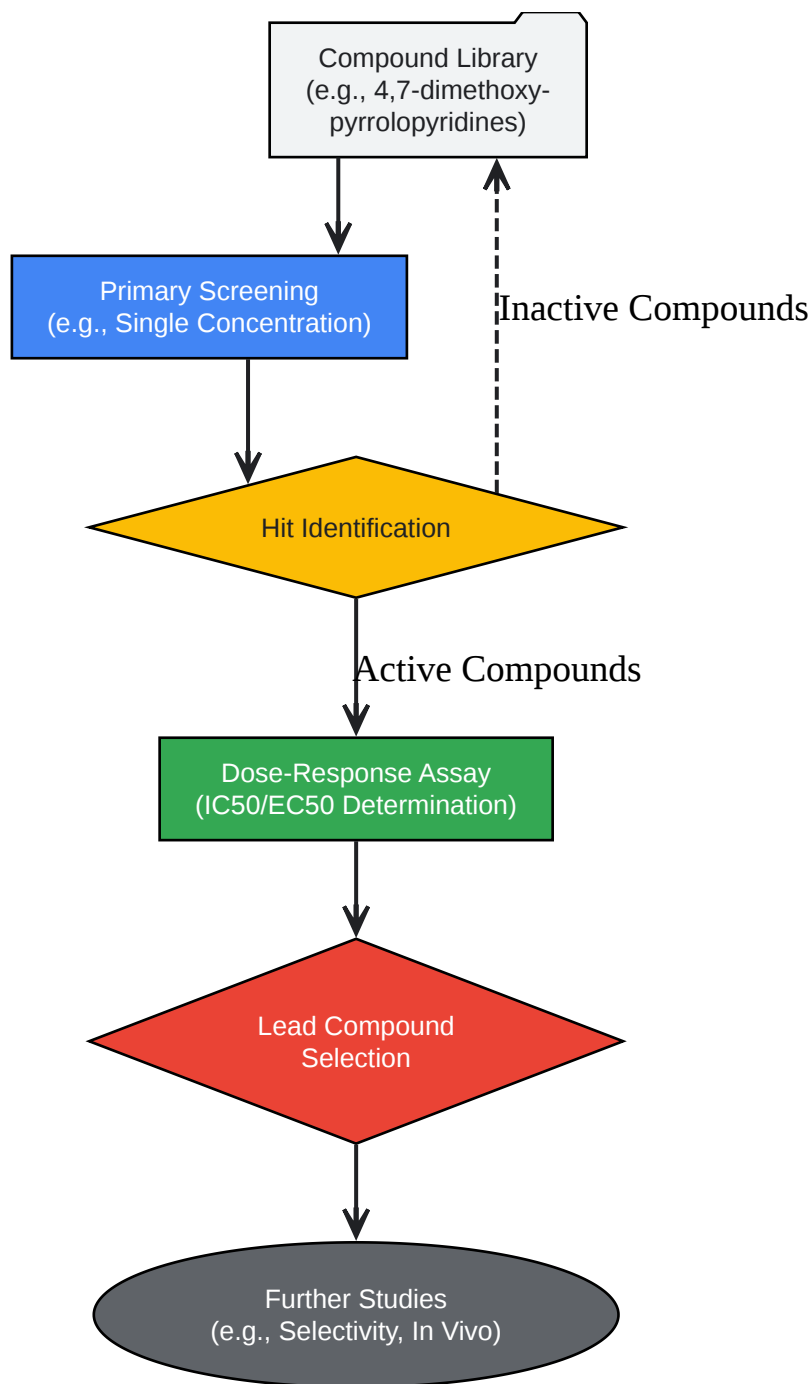 Compound Library
(e.g., 4,7-dimethoxy-
pyrrolopyridines)
Primary Screening
(e.g., Single Concentration)
Inactive Compounds
Hit Identification
Active Compounds
Dose-Response Assay
(IC50/EC50 Determination)
Lead Compound
Selection
Further Studies
(e.g., Selectivity, In Vivo)